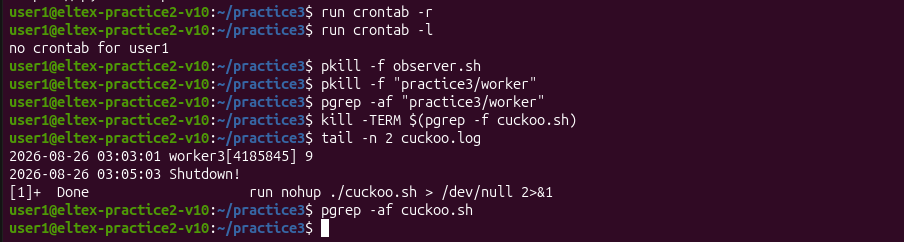 user1@eltex-practice2-v10:~/practice3$ run crontab -r
user1@eltex-practice2-v10:~/practice3$ run crontab -l
no crontab for user1
user1@eltex-practice2-v10:~/practice3$ pkill -f observer.sh
user1@eltex-practice2-v10:~/practice3$ pkill -f "practice3/worker"
user1@eltex-practice2-v10:~/practice3$ pgrep -af "practice3/worker"
user1@eltex-practice2-v10:~/practice3$ kill -TERM $(pgrep -f cuckoo.sh)
user1@eltex-practice2-v10:~/practice3$ tail -n 2 cuckoo.log
2026-08-26 03:03:01 worker3[4185845] 9
2026-08-26 03:05:03 Shutdown!
[1]+  Done                    run nohup ./cuckoo.sh > /dev/null 2>&1
user1@eltex-practice2-v10:~/practice3$ pgrep -af cuckoo.sh
user1@eltex-practice2-v10:~/practice3$